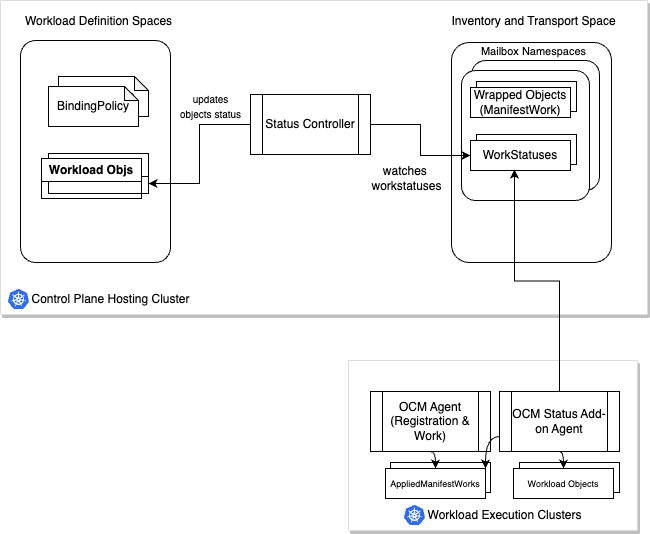 Workload Definition Spaces
Inventory and Transport Space
Mailbox Namespaces
BindingPolicy
updates
objects status
Status Controller
Wrapped Objects
(ManifestWork)
WorkStatuses
watches
workstatuses
Workload Objs
Control Plane Hosting Cluster
OCM Agent
(Registration &
Work)
OCM Status Add-
on Agent
AppliedManifestWorks
Workload Objects
Workload Execution Clusters